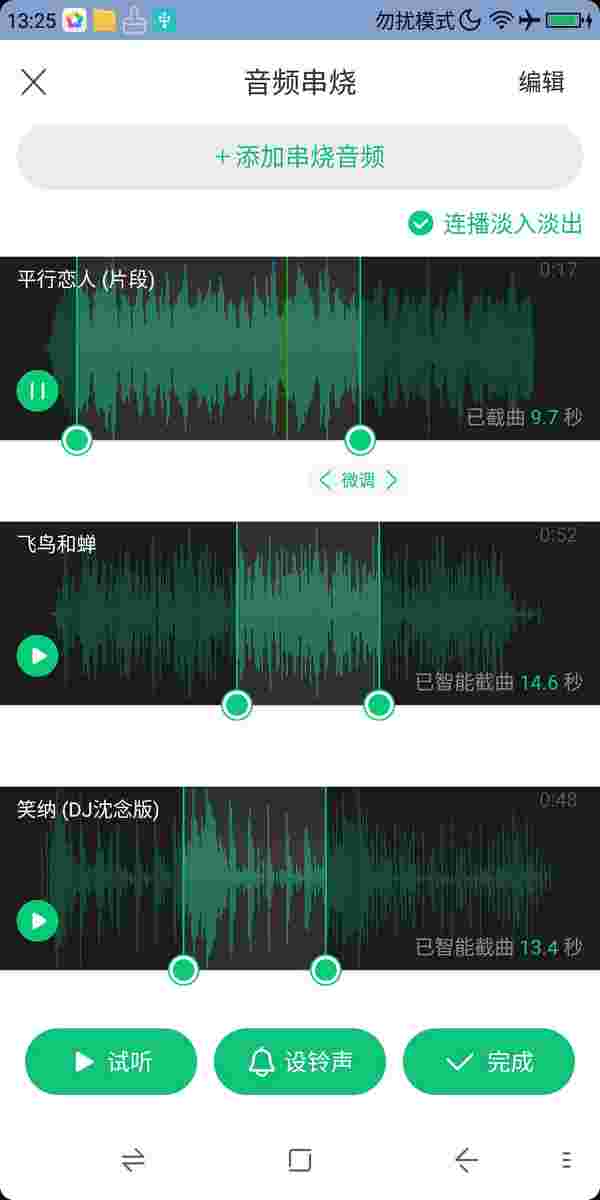 13:25 勿扰模式
音频串烧 编辑
+添加串烧音频
连播淡入淡出
平行恋人 (片段) 0:17
已截曲 9.7 秒
微调
飞鸟和蝉 0:52
已智能截曲 14.6 秒
笑纳 (DJ沈念版) 0:48
已智能截曲 13.4 秒
试听 设铃声 完成